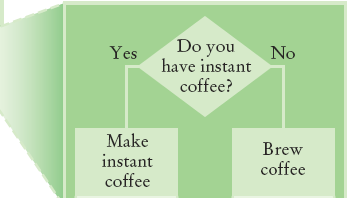 Do you
Yes
No
have instant
coffee?
Make
instant
coffee
Brew
coffee